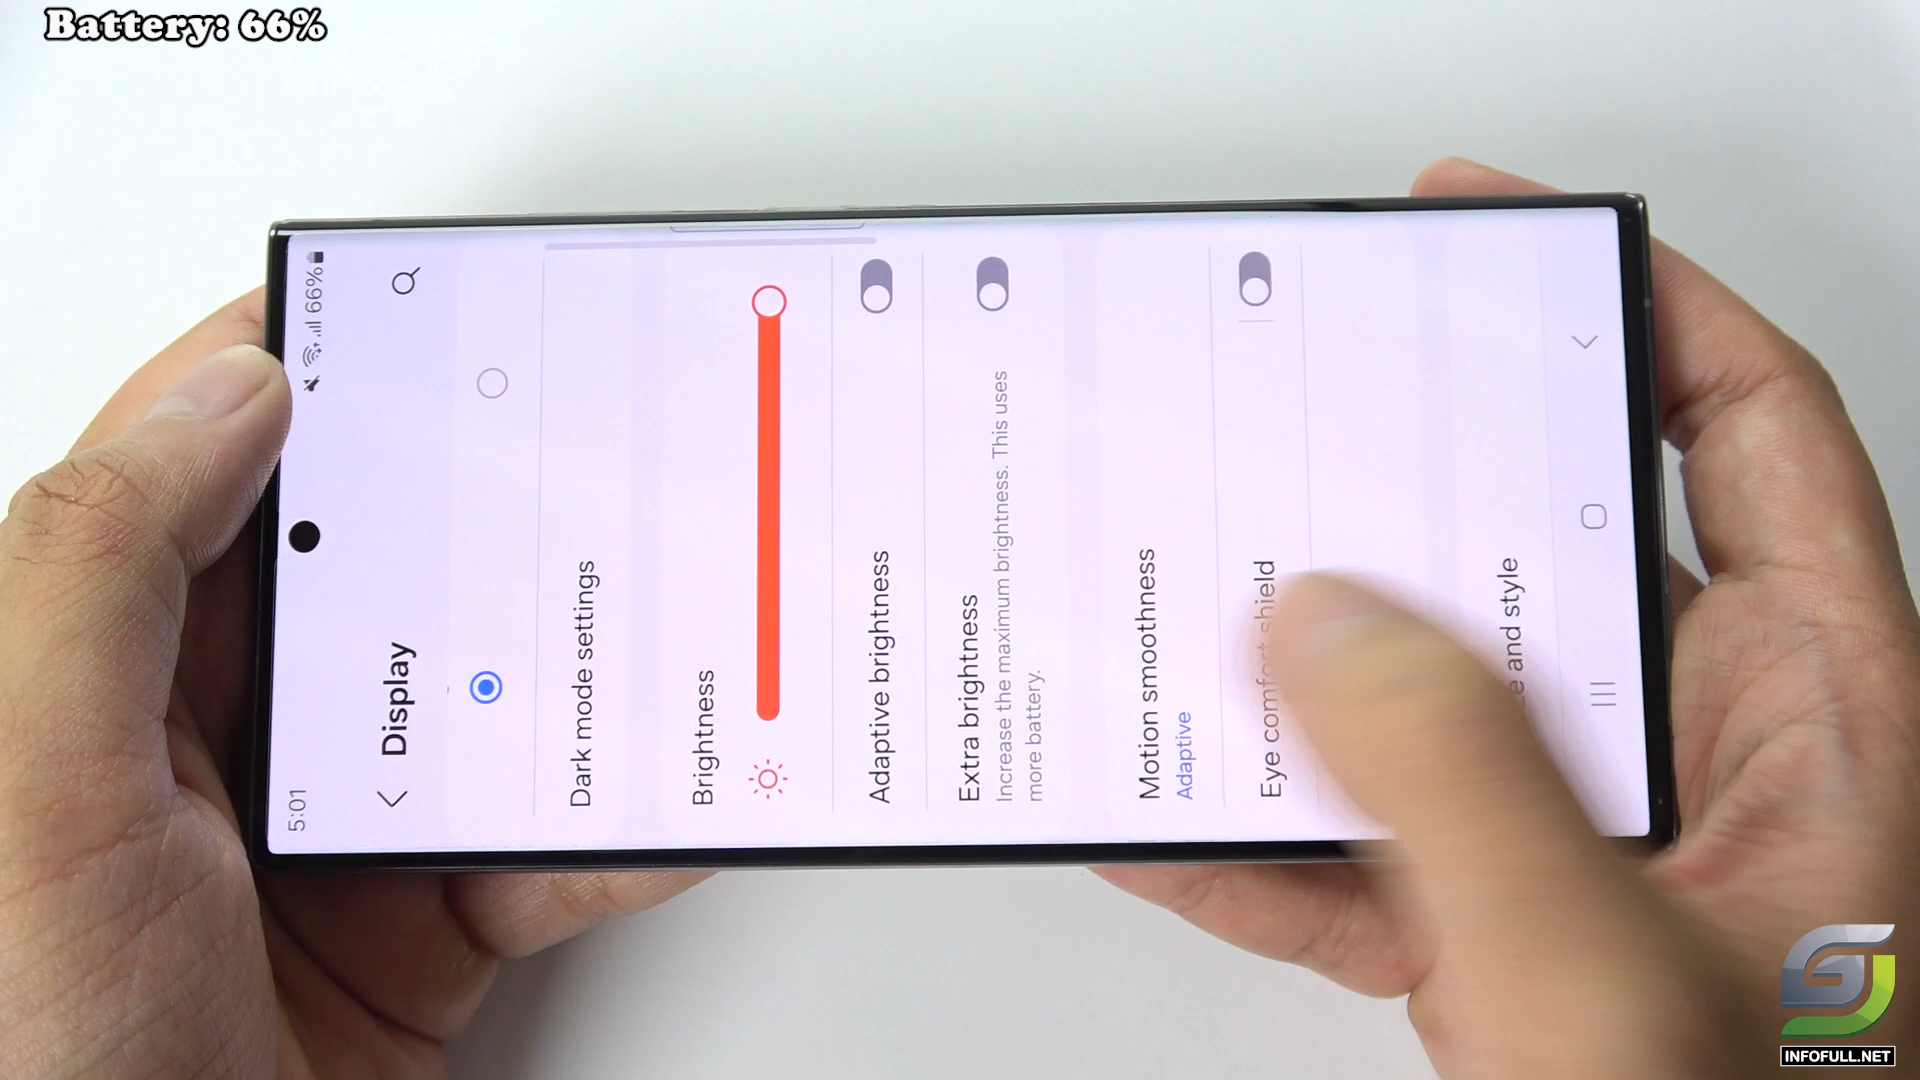 Battery: 66%
5:01
66%
Display
Dark mode settings
Brightness
Adaptive brightness
Extra brightness
Increase the maximum brightness. This uses
more battery.
Motion smoothness
Adaptive
Eye comfort shield
and style
INFOFULL.NET